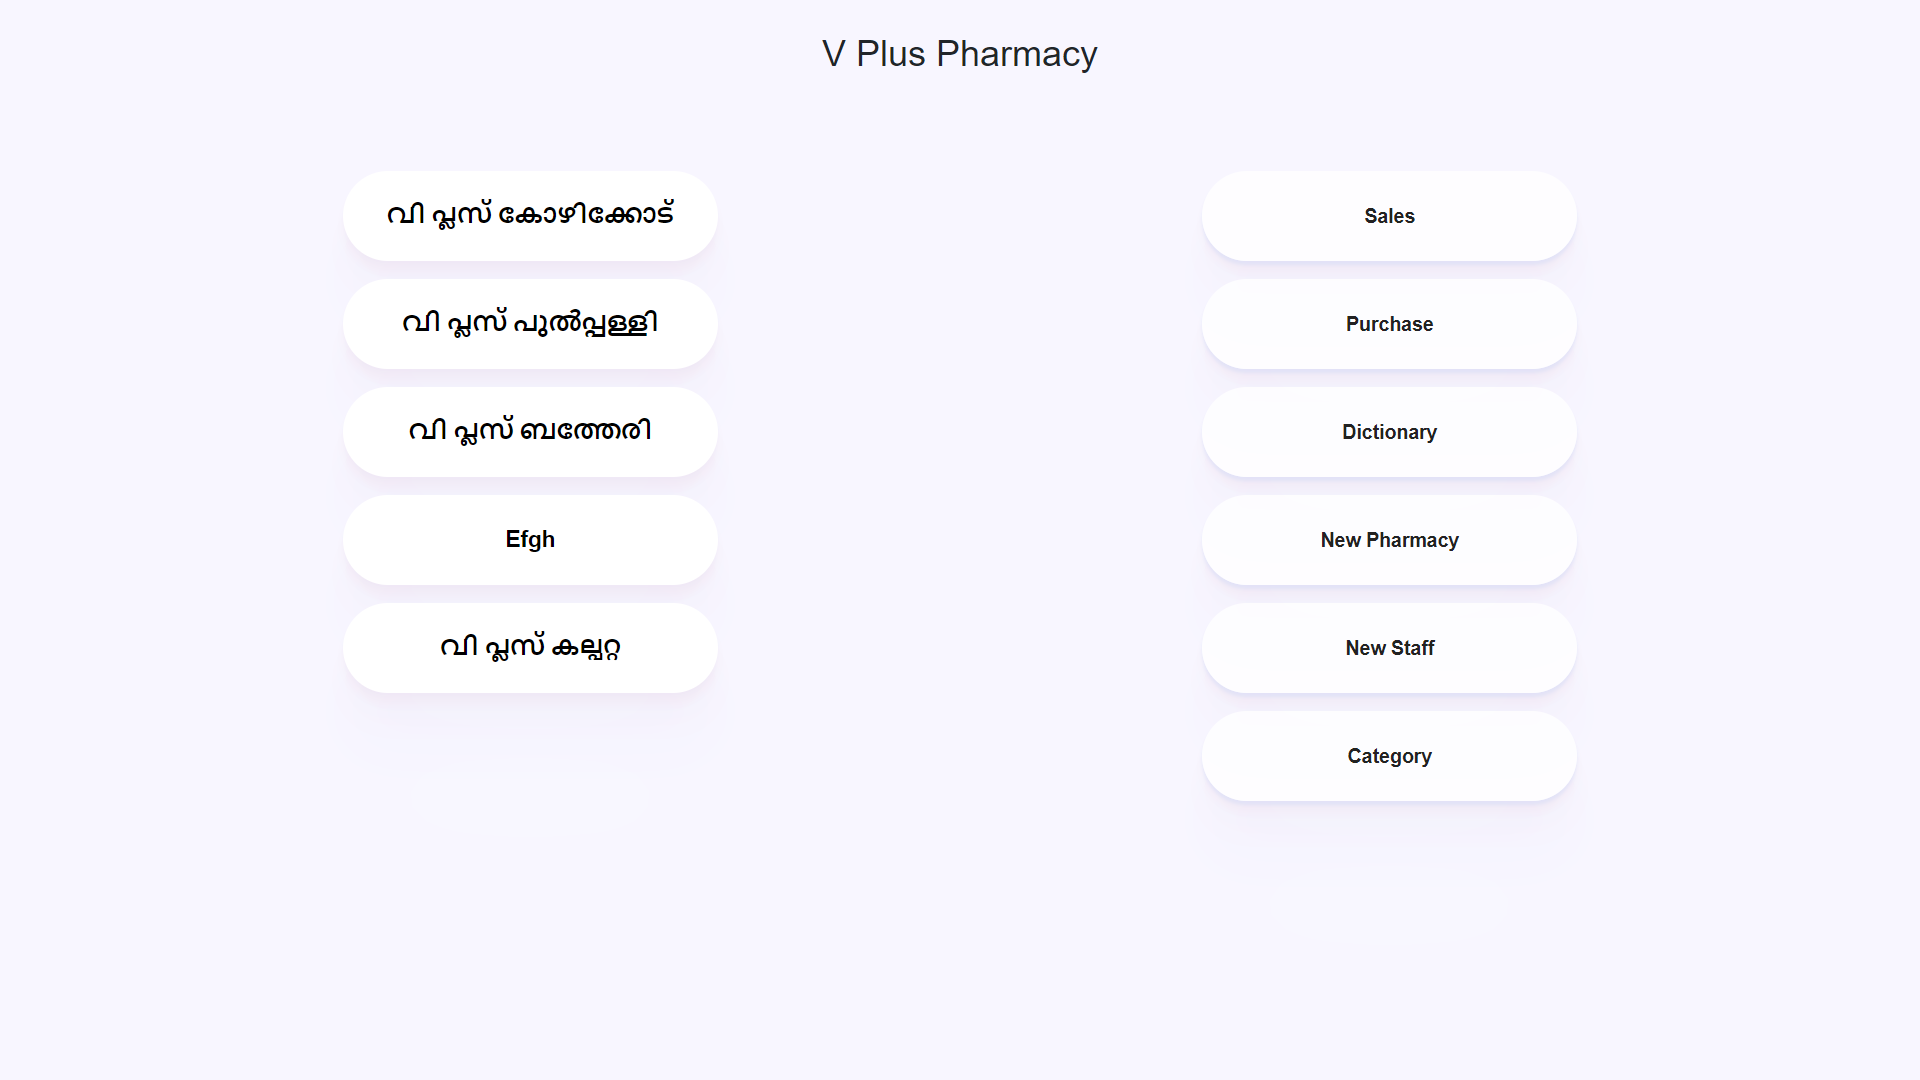 V Plus Pharmacy
വി പ്ലസ് കോഴിക്കോട്
വി പ്ലസ് പുൽപ്പള്ളി
വി പ്ലസ് ബത്തേരി
Efgh
വി പ്ലസ് കല്പറ്റ
Sales
Purchase
Dictionary
New Pharmacy
New Staff
Category